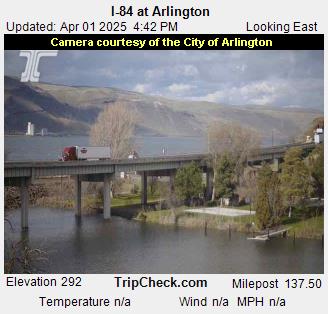 I-84 at Arlington
Updated: Apr 01 2025 4:42 PM Looking East
Camera courtesy of the City of Arlington
Elevation 292 TripCheck.com Milepost 137.50
Temperature n/a Wind n/a MPH n/a